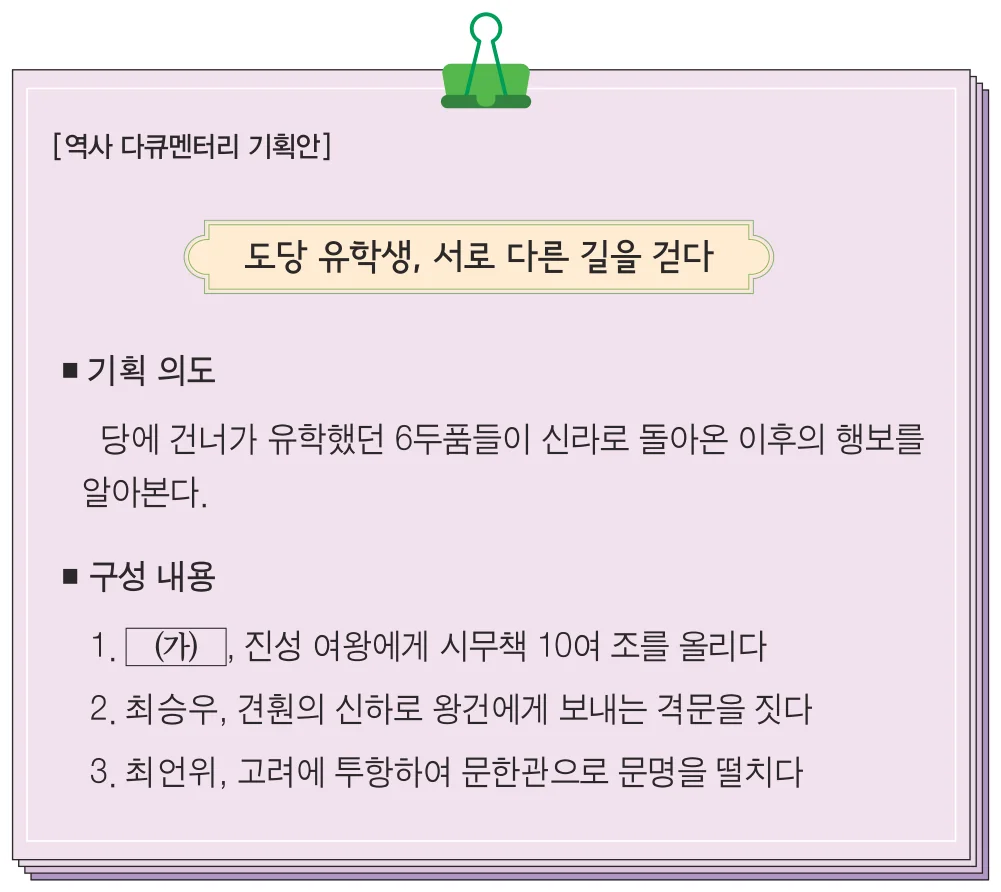 [역사 다큐멘터리 기획안]
도당 유학생, 서로 다른 길을 걷다
■ 기획 의도
당에 건너가 유학했던 6두품들이 신라로 돌아온 이후의 행보를
알아본다.
■ 구성 내용
1. (가), 진성 여왕에게 시무책 10여 조를 올리다
2. 최승우, 견훤의 신하로 왕건에게 보내는 격문을 짓다
3. 최언위, 고려에 투항하여 문한관으로 문명을 떨치다